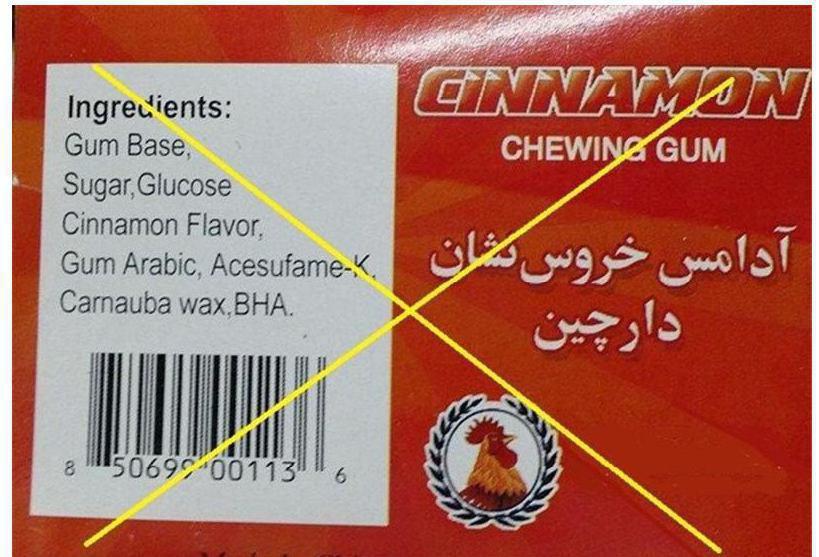 Ingredients:
Gum Base,
Sugar,Glucose
Cinnamon Flavor,
Gum Arabic, Acesufame-K,
Carnauba wax,BHA.
8 50699 00113 6
CINNAMON
CHEWING GUM
آدامس خروس نشان
دارچین